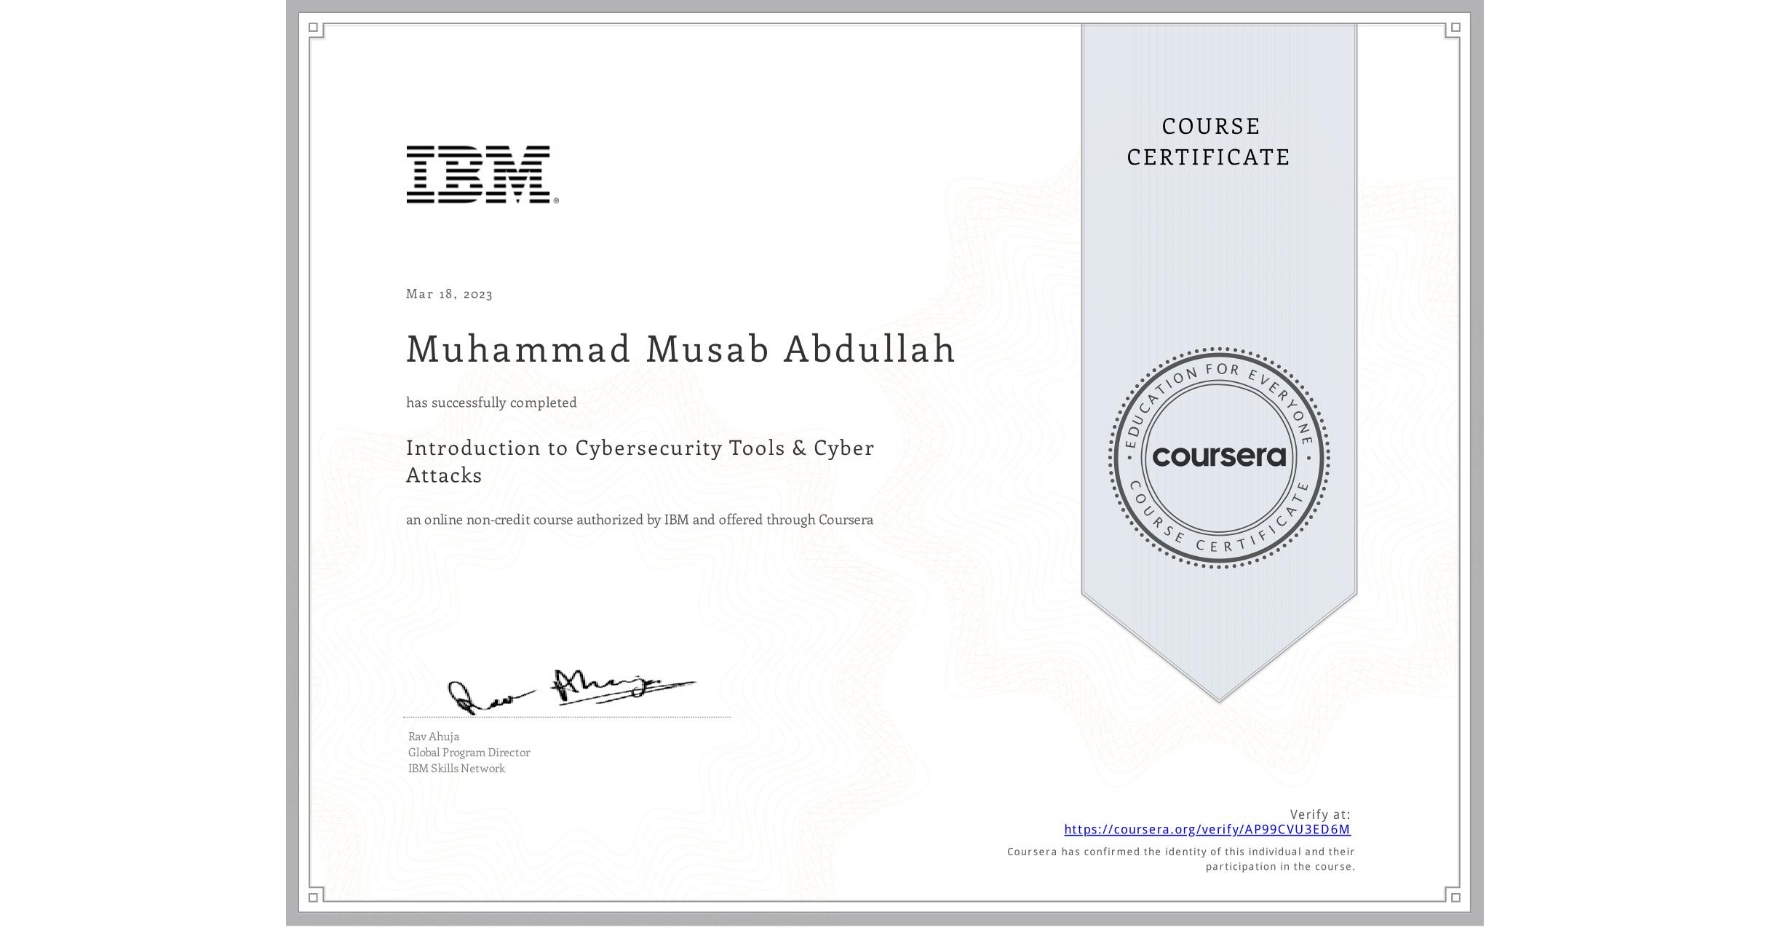 IBM®
COURSE
CERTIFICATE
Mar 18, 2023
Muhammad Musab Abdullah
has successfully completed
Introduction to Cybersecurity Tools & Cyber
Attacks
an online non-credit course authorized by IBM and offered through Coursera
EDUCATION FOR EVERYONE
coursera
COURSE CERTIFICATE
Rav Ahuja
Rav Ahuja
Global Program Director
IBM Skills Network
Verify at:
https://coursera.org/verify/AP99CVU3ED6M
Coursera has confirmed the identity of this individual and their
participation in the course.